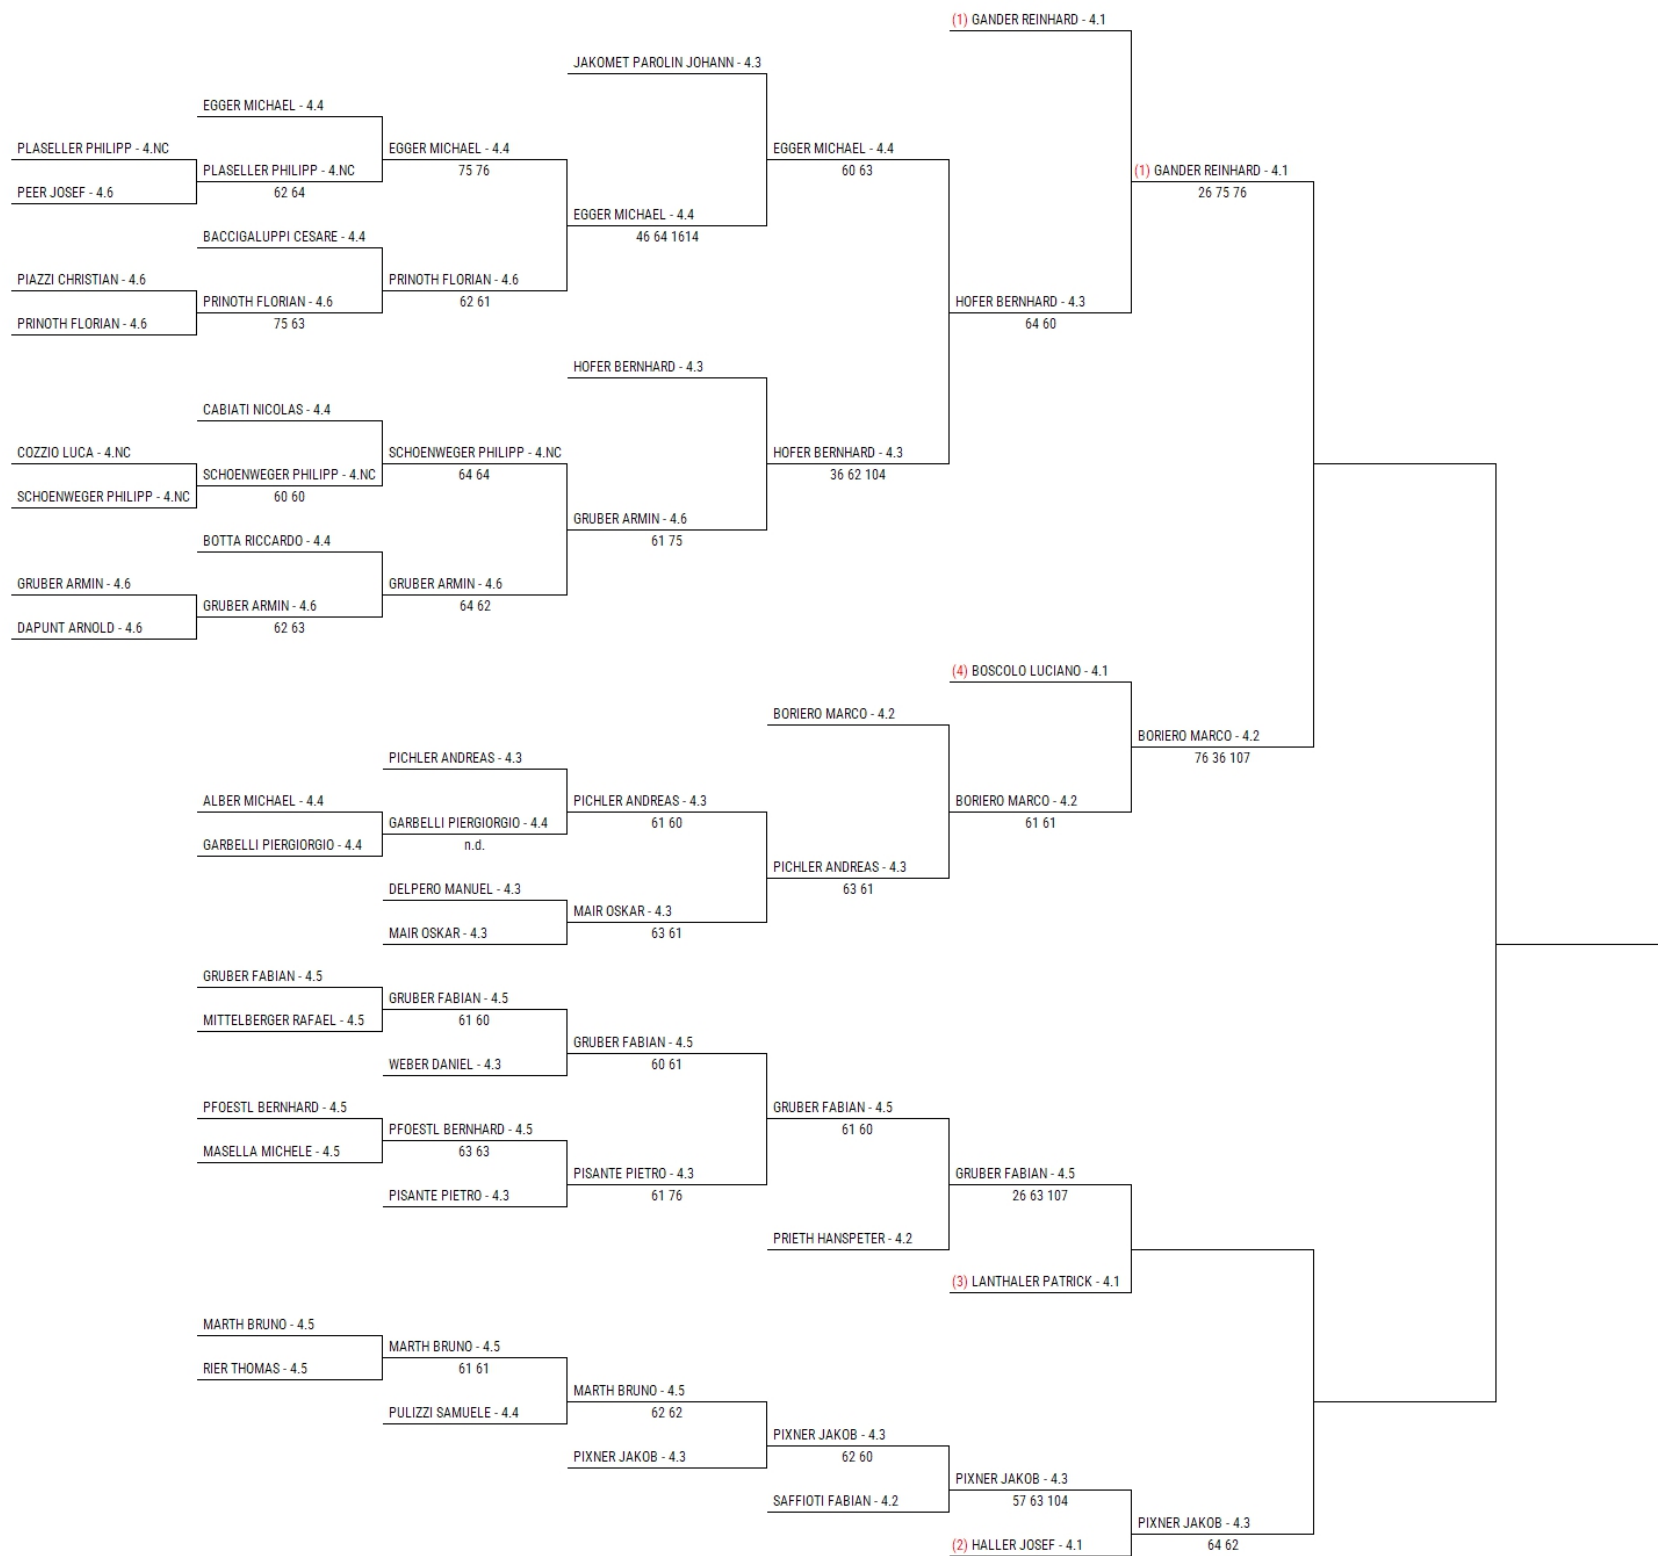 (1) GANDER REINHARD - 4.1
JAKOMET PAROLIN JOHANN - 4.3
EGGER MICHAEL - 4.4
PLASELLER PHILIPP - 4.NC
EGGER MICHAEL - 4.4
EGGER MICHAEL - 4.4
75 76
60 63
PLASELLER PHILIPP - 4.NC
(1) GANDER REINHARD - 4.1
PEER JOSEF - 4.6
62 64
26 75 76
EGGER MICHAEL - 4.4
46 64 1614
BACCIGALUPPI CESARE - 4.4
PIAZZI CHRISTIAN - 4.6
PRINOTH FLORIAN - 4.6
62 61
PRINOTH FLORIAN - 4.6
HOFER BERNHARD - 4.3
PRINOTH FLORIAN - 4.6
75 63
64 60
HOFER BERNHARD - 4.3
CABIATI NICOLAS - 4.4
COZZIO LUCA - 4.NC
SCHOENWEGER PHILIPP - 4.NC
HOFER BERNHARD - 4.3
64 64
36 62 104
SCHOENWEGER PHILIPP - 4.NC
SCHOENWEGER PHILIPP - 4.NC
60 60
GRUBER ARMIN - 4.6
61 75
BOTTA RICCARDO - 4.4
GRUBER ARMIN - 4.6
GRUBER ARMIN - 4.6
64 62
GRUBER ARMIN - 4.6
DAPUNT ARNOLD - 4.6
62 63
(4) BOSCOLO LUCIANO - 4.1
BORIERO MARCO - 4.2
BORIERO MARCO - 4.2
76 36 107
PICHLER ANDREAS - 4.3
ALBER MICHAEL - 4.4
PICHLER ANDREAS - 4.3
BORIERO MARCO - 4.2
61 60
61 61
GARBELLI PIERGIORGIO - 4.4
GARBELLI PIERGIORGIO - 4.4
n.d.
PICHLER ANDREAS - 4.3
63 61
DELPERO MANUEL - 4.3
MAIR OSKAR - 4.3
MAIR OSKAR - 4.3
63 61
GRUBER FABIAN - 4.5
GRUBER FABIAN - 4.5
MITTELBERGER RAFAEL - 4.5
61 60
GRUBER FABIAN - 4.5
WEBER DANIEL - 4.3
60 61
PFOESTL BERNHARD - 4.5
GRUBER FABIAN - 4.5
61 60
PFOESTL BERNHARD - 4.5
MASELLA MICHELE - 4.5
63 63
PISANTE PIETRO - 4.3
GRUBER FABIAN - 4.5
PISANTE PIETRO - 4.3
61 76
26 63 107
PRIETH HANSPETER - 4.2
(3) LANTHALER PATRICK - 4.1
MARTH BRUNO - 4.5
MARTH BRUNO - 4.5
RIER THOMAS - 4.5
61 61
MARTH BRUNO - 4.5
PULIZZI SAMUELE - 4.4
62 62
PIXNER JAKOB - 4.3
PIXNER JAKOB - 4.3
62 60
PIXNER JAKOB - 4.3
SAFFIOTI FABIAN - 4.2
57 63 104
PIXNER JAKOB - 4.3
(2) HALLER JOSEF - 4.1
64 62